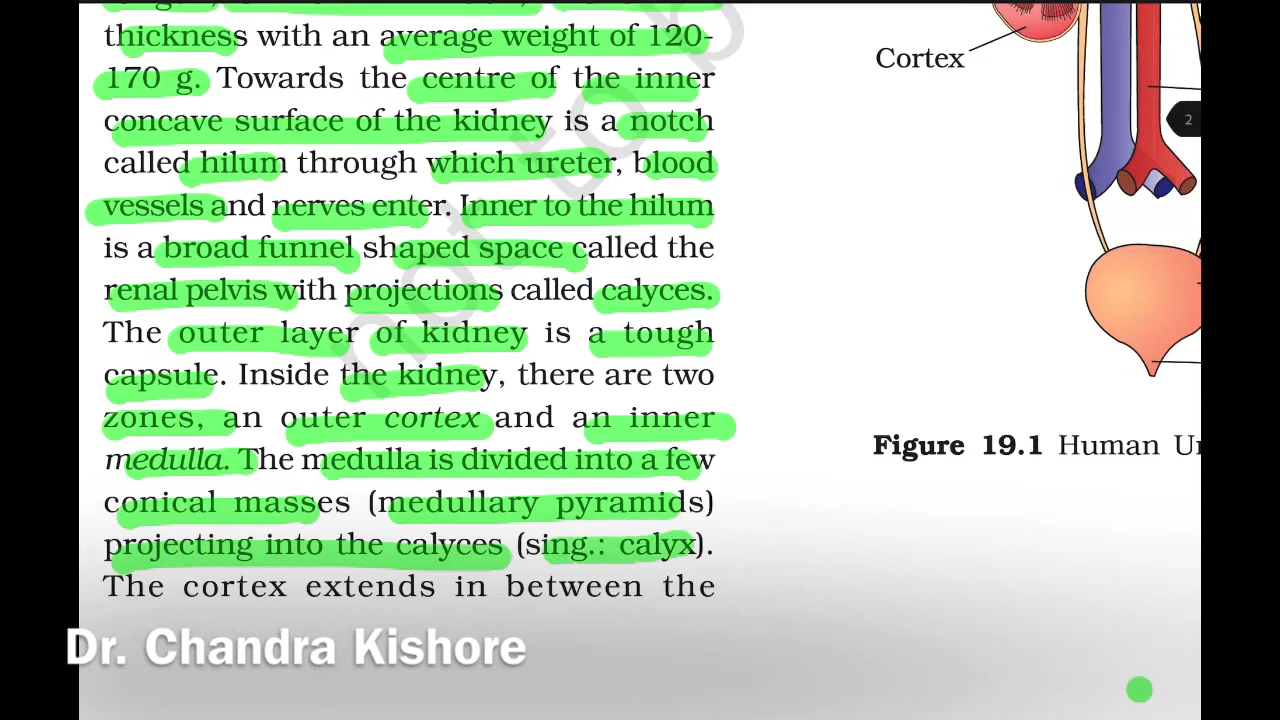 thickness with an average weight of 120-
170 g. Towards the centre of the inner
concave surface of the kidney is a notch
called hilum through which ureter, blood
vessels and nerves enter. Inner to the hilum
is a broad funnel shaped space called the
renal pelvis with projections called calyces.
The outer layer of kidney is a tough
capsule. Inside the kidney, there are two
zones, an outer cortex and an inner
medulla. The medulla is divided into a few
conical masses (medullary pyramids)
projecting into the calyces (sing.: calyx).
The cortex extends in between the
Cortex
2
Figure 19.1 Human
not to b
Dr. Chandra Kishore